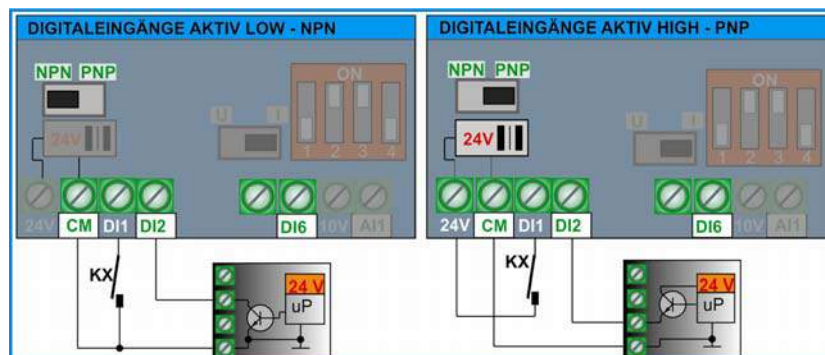 DIGITALEINGÄNGE AKTIV LOW - NPN
NPN PNP
ON
U I
24V
1 2 3 4
24V CM DI1 DI2 DI6 10V AI1
KX
24 V
uP
DIGITALEINGÄNGE AKTIV HIGH - PNP
NPN PNP
ON
U I
24V
1 2 3 4
24V CM DI1 DI2 DI6 10V AI1
KX
24 V
uP